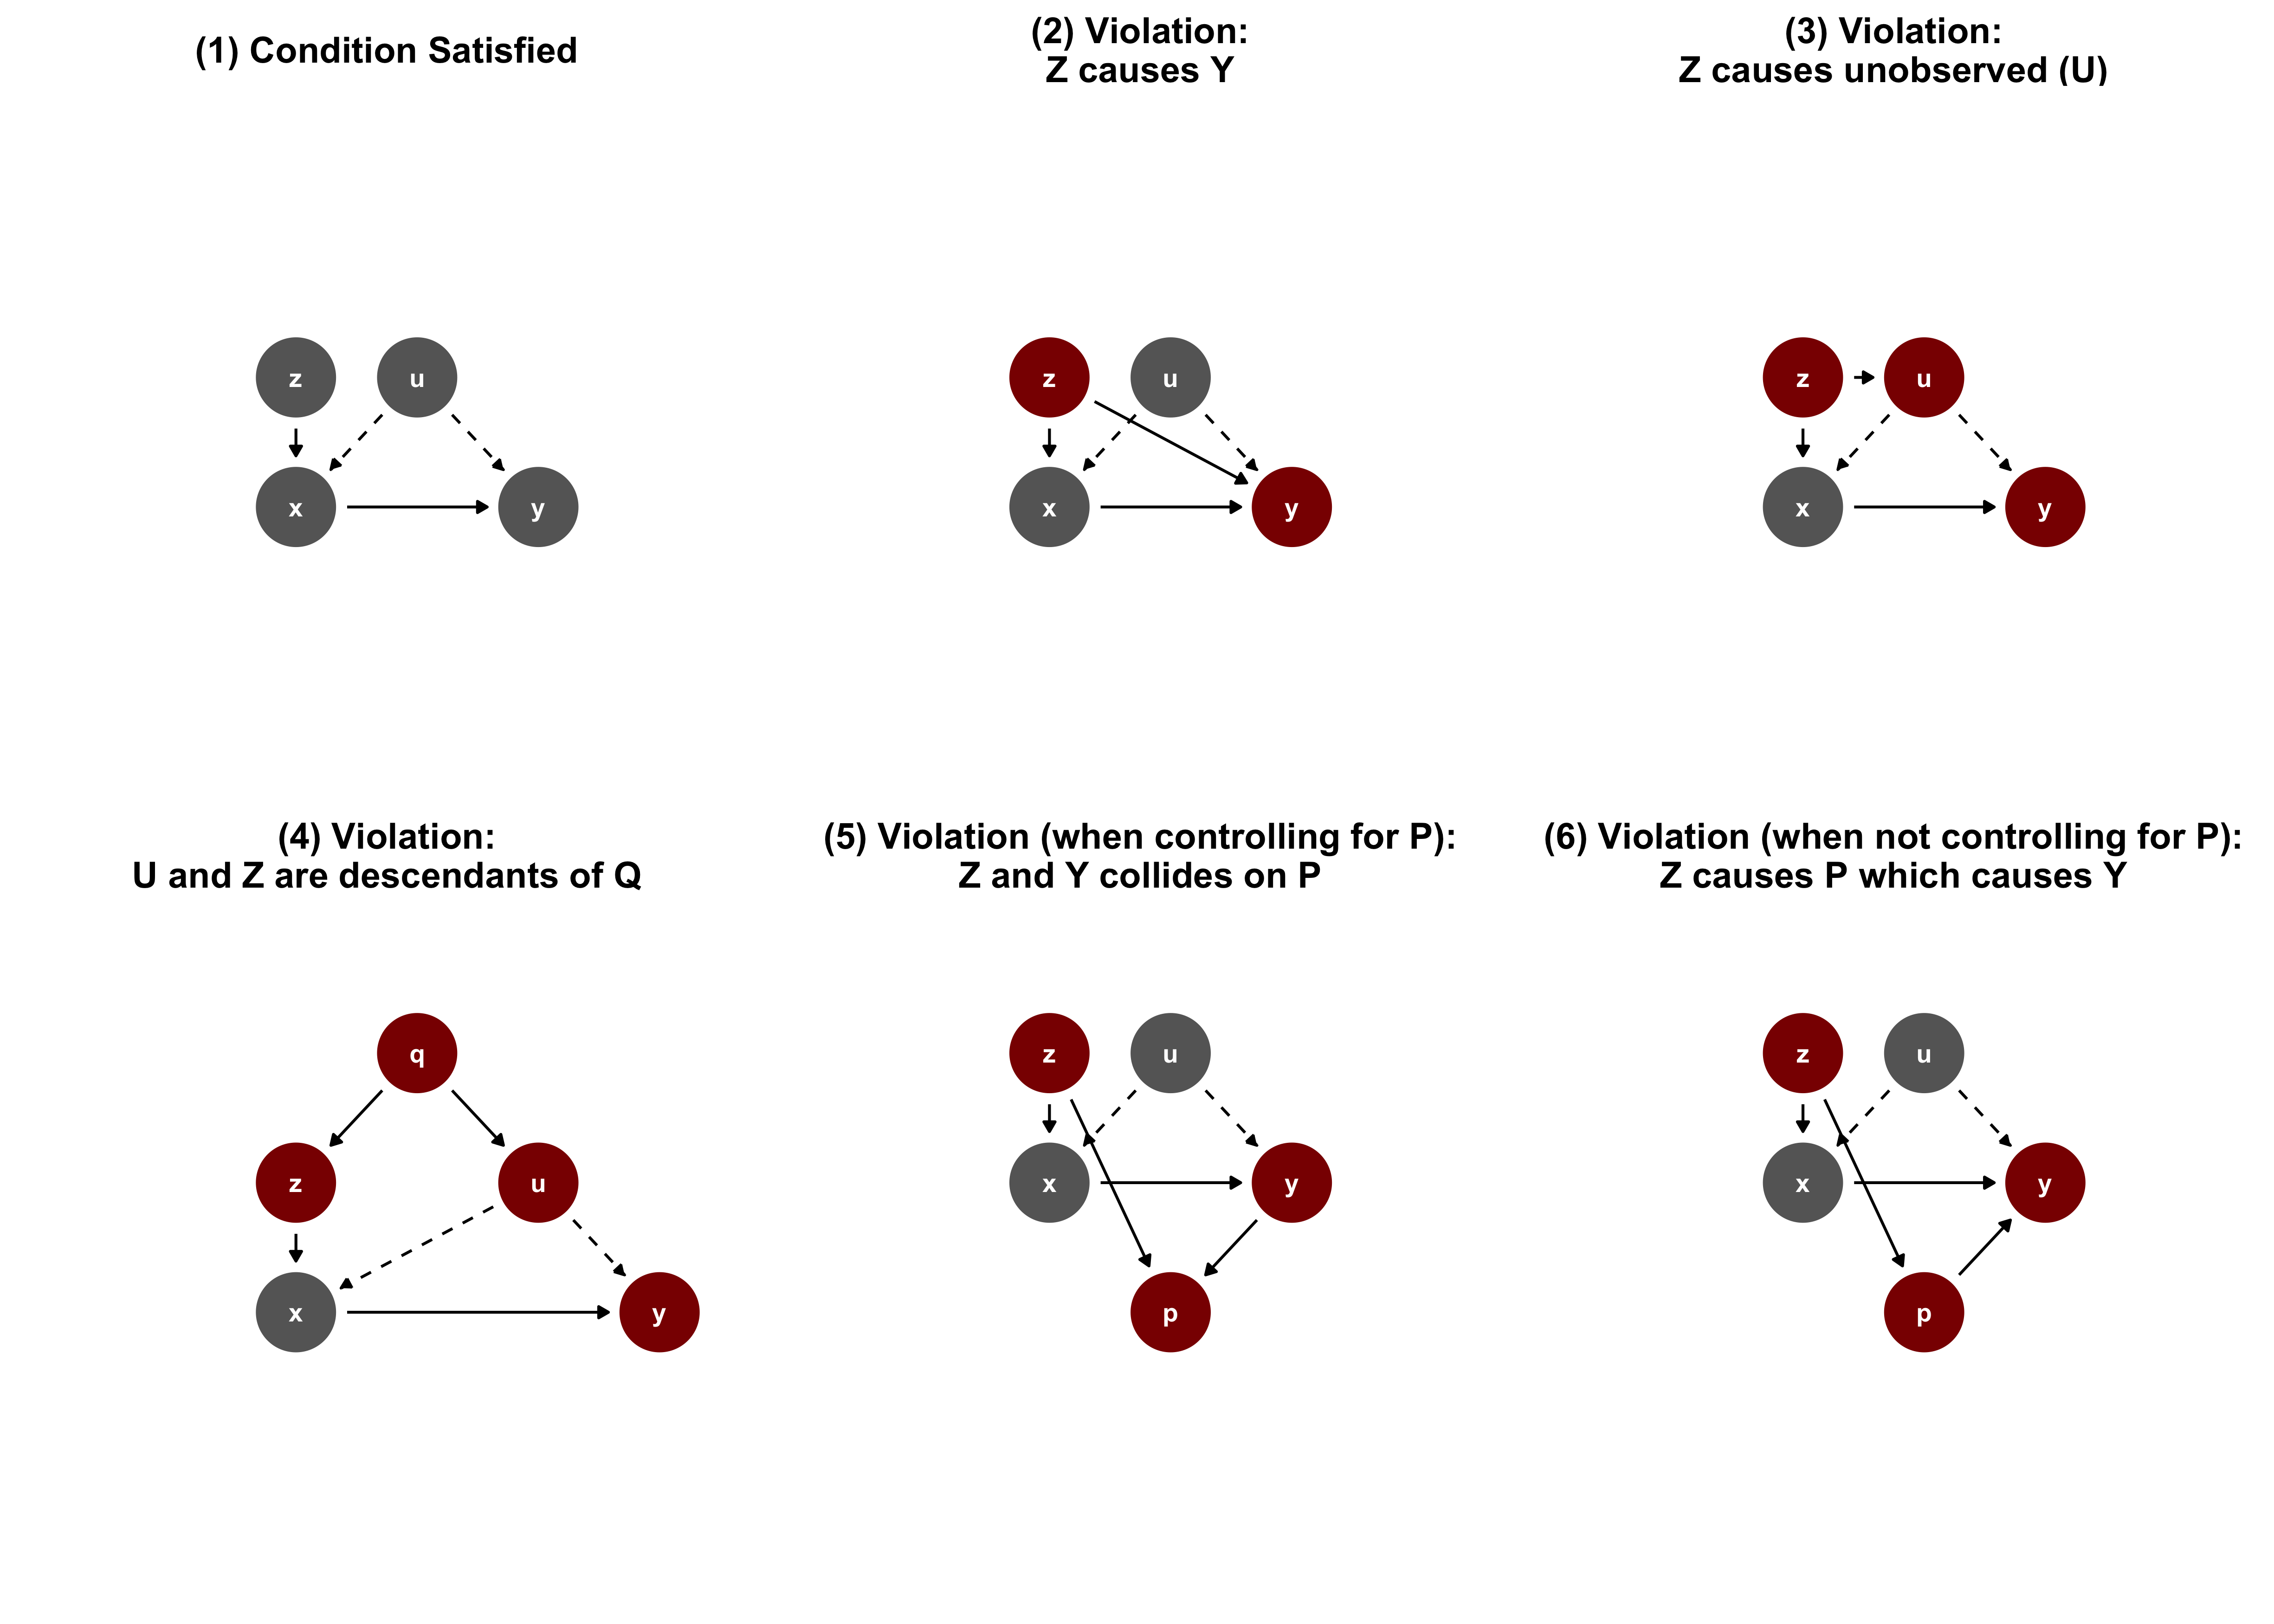 (1) Condition Satisfied
z
u
x
y
(2) Violation:
Z causes Y
z
u
x
y
(3) Violation:
Z causes unobserved (U)
z
u
x
y
(4) Violation:
U and Z are descendants of Q
q
z
u
x
y
(5) Violation (when controlling for P):
Z and Y collides on P
z
u
x
y
p
(6) Violation (when not controlling for P):
Z causes P which causes Y
z
u
x
y
p